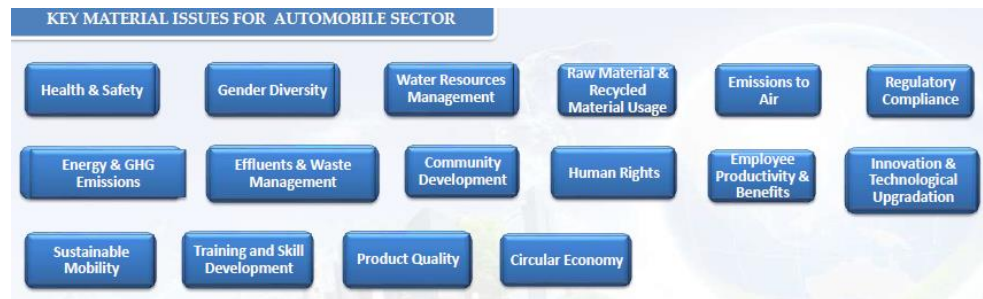 KEY MATERIAL ISSUES FOR AUTOMOBILE SECTOR
Health & Safety
Gender Diversity
Water Resources
Management
Raw Material &
Recycled
Material Usage
Emissions to
Air
Regulatory
Compliance
Energy & GHG
Emissions
Effluents & Waste
Management
Community
Development
Human Rights
Employee
Productivity &
Benefits
Innovation &
Technological
Upgradation
Sustainable
Mobility
Training and Skill
Development
Product Quality
Circular Economy